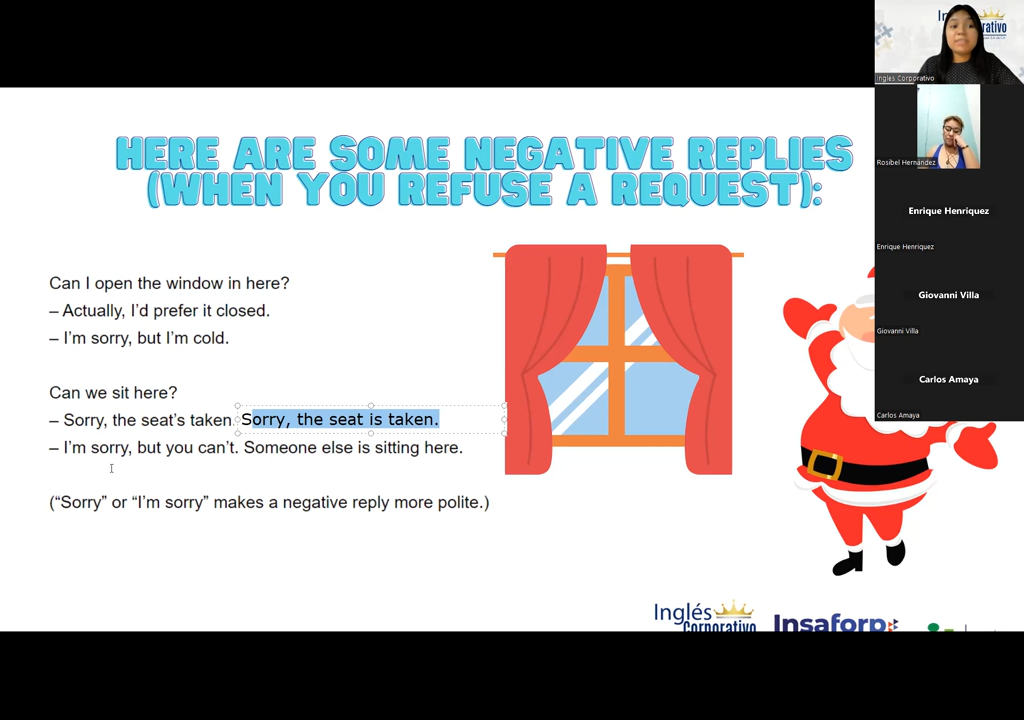 HERE ARE SOME NEGATIVE REPLIES
(WHEN YOU REFUSE A REQUEST):
Can I open the window in here?
– Actually, I'd prefer it closed.
– I'm sorry, but I'm cold.
Can we sit here?
– Sorry, the seat's taken. Sorry, the seat is taken.
– I'm sorry, but you can't. Someone else is sitting here.
(“Sorry” or “I'm sorry” makes a negative reply more polite.)
Inglés
Corporativo
Insaforp
Inglés Corporativo
Rosibel Hernández
Enrique Henriquez
Enrique Henriquez
Giovanni Villa
Giovanni Villa
Carlos Amaya
Carlos Amaya